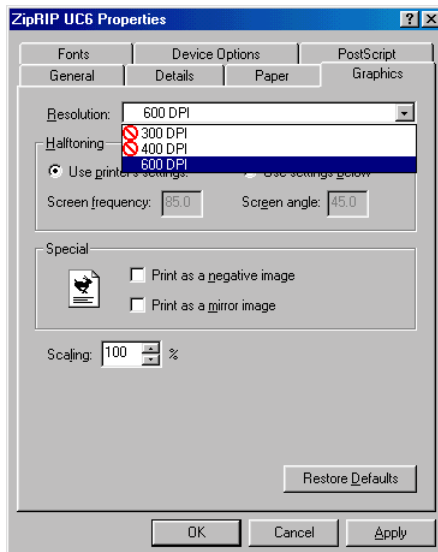 ZipRIP UC6 Properties
Fonts Device Options PostScript
General Details Paper Graphics
Resolution: 600 DPI
300 DPI
400 DPI
600 DPI
Halftoning
Use printer's settings. Use settings below
Screen frequency: 85.0 Screen angle: 45.0
Special
Print as a negative image
Print as a mirror image
Scaling: 100 %
Restore Defaults
OK Cancel Apply